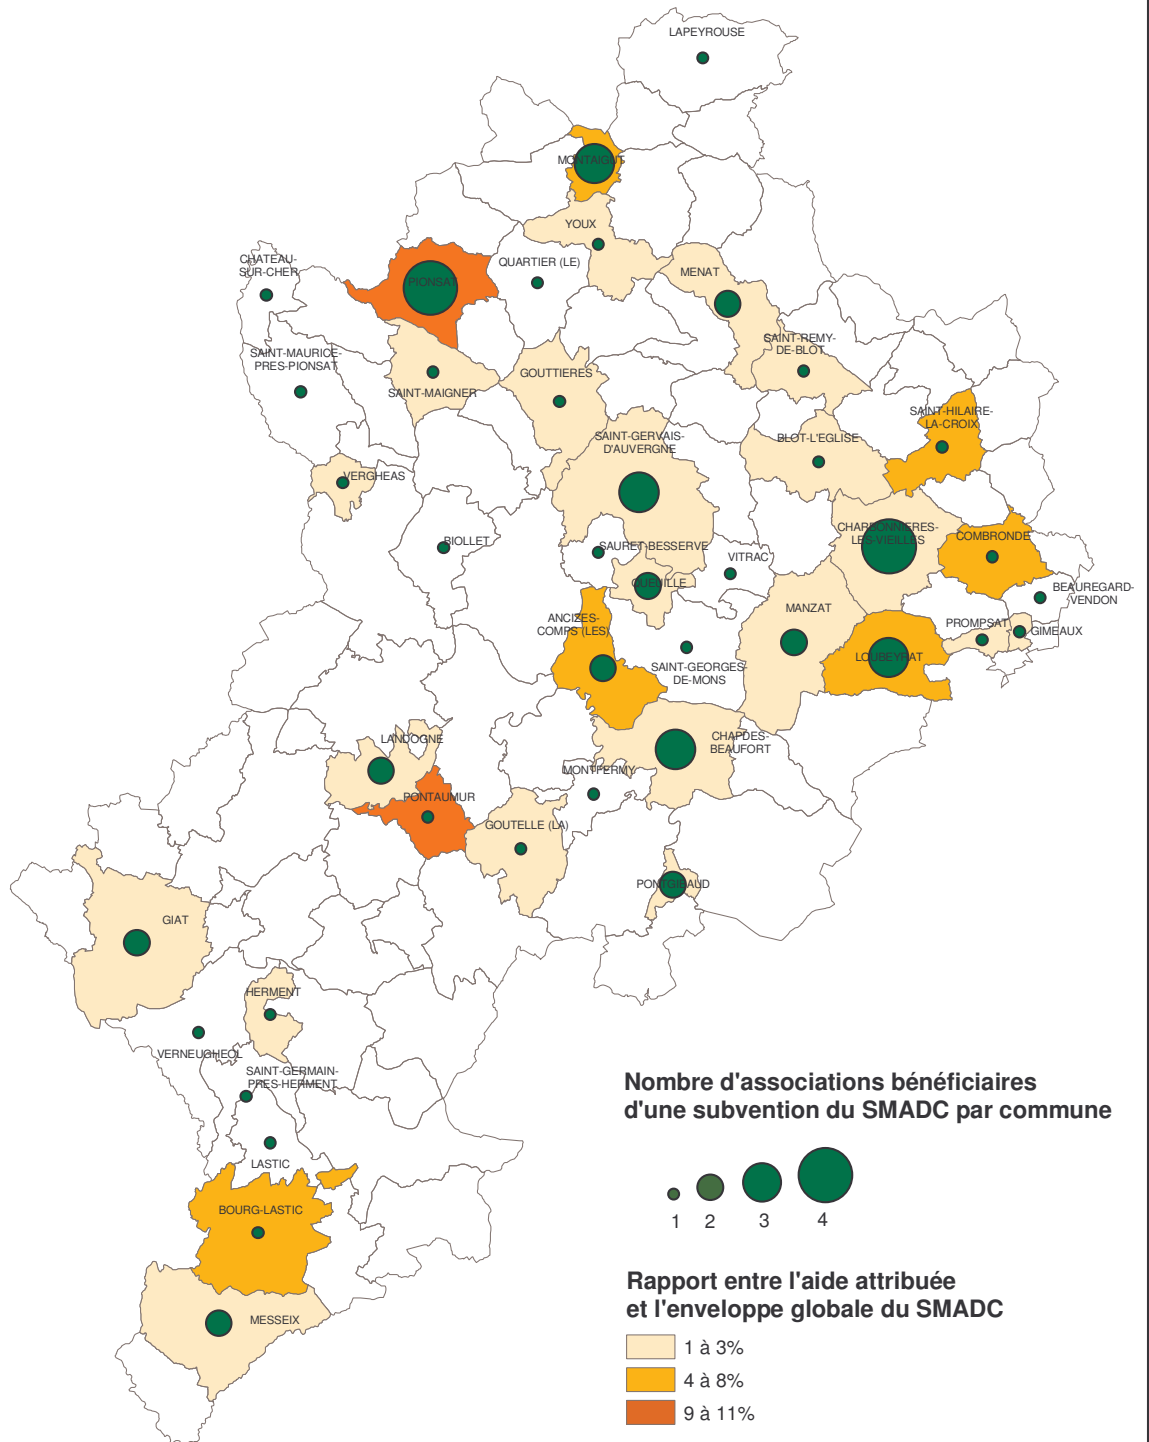 LAPEYROUSE
MONTAIGUT
YOUX
CHATEAU-
SUR-CHER
QUARTIER (LE)
MENAT
PIONSAT
SAINT-REMY-
DE-BLOT
SAINT-MAURICE-
PRES-PIONSAT
GOUTTIERES
SAINT-MAIGNER
SAINT-HILAIRE-
LA-CROIX
SAINT-GERVAIS-
D'AUVERGNE
BLOT-L'EGLISE
VERGHEAS
CHARBONNIERES-
LES-VIEILLES
COMBRONDE
BIOLLET
SAURET-BESSERVE
VITRAC
QUEUILLE
BEAUREGARD-
VENDON
MANZAT
ANCIZES-
COMPS (LES)
PROMPSAT
GIMEAUX
LOUBEYRAT
SAINT-GEORGES-
DE-MONS
LANDOGNE
CHAPDES-
BEAUFORT
MONTFERMY
PONTAUMUR
GOUTELLE (LA)
PONTGIBAUD
GIAT
HERMENT
VERNEUGHEOL
SAINT-GERMAIN-
PRES-HERMENT
LASTIC
BOURG-LASTIC
MESSEIX
Nombre d'associations bénéficiaires
d'une subvention du SMADC par commune
1 2 3 4
Rapport entre l'aide attribuée
et l'enveloppe globale du SMADC
1 à 3%
4 à 8%
9 à 11%